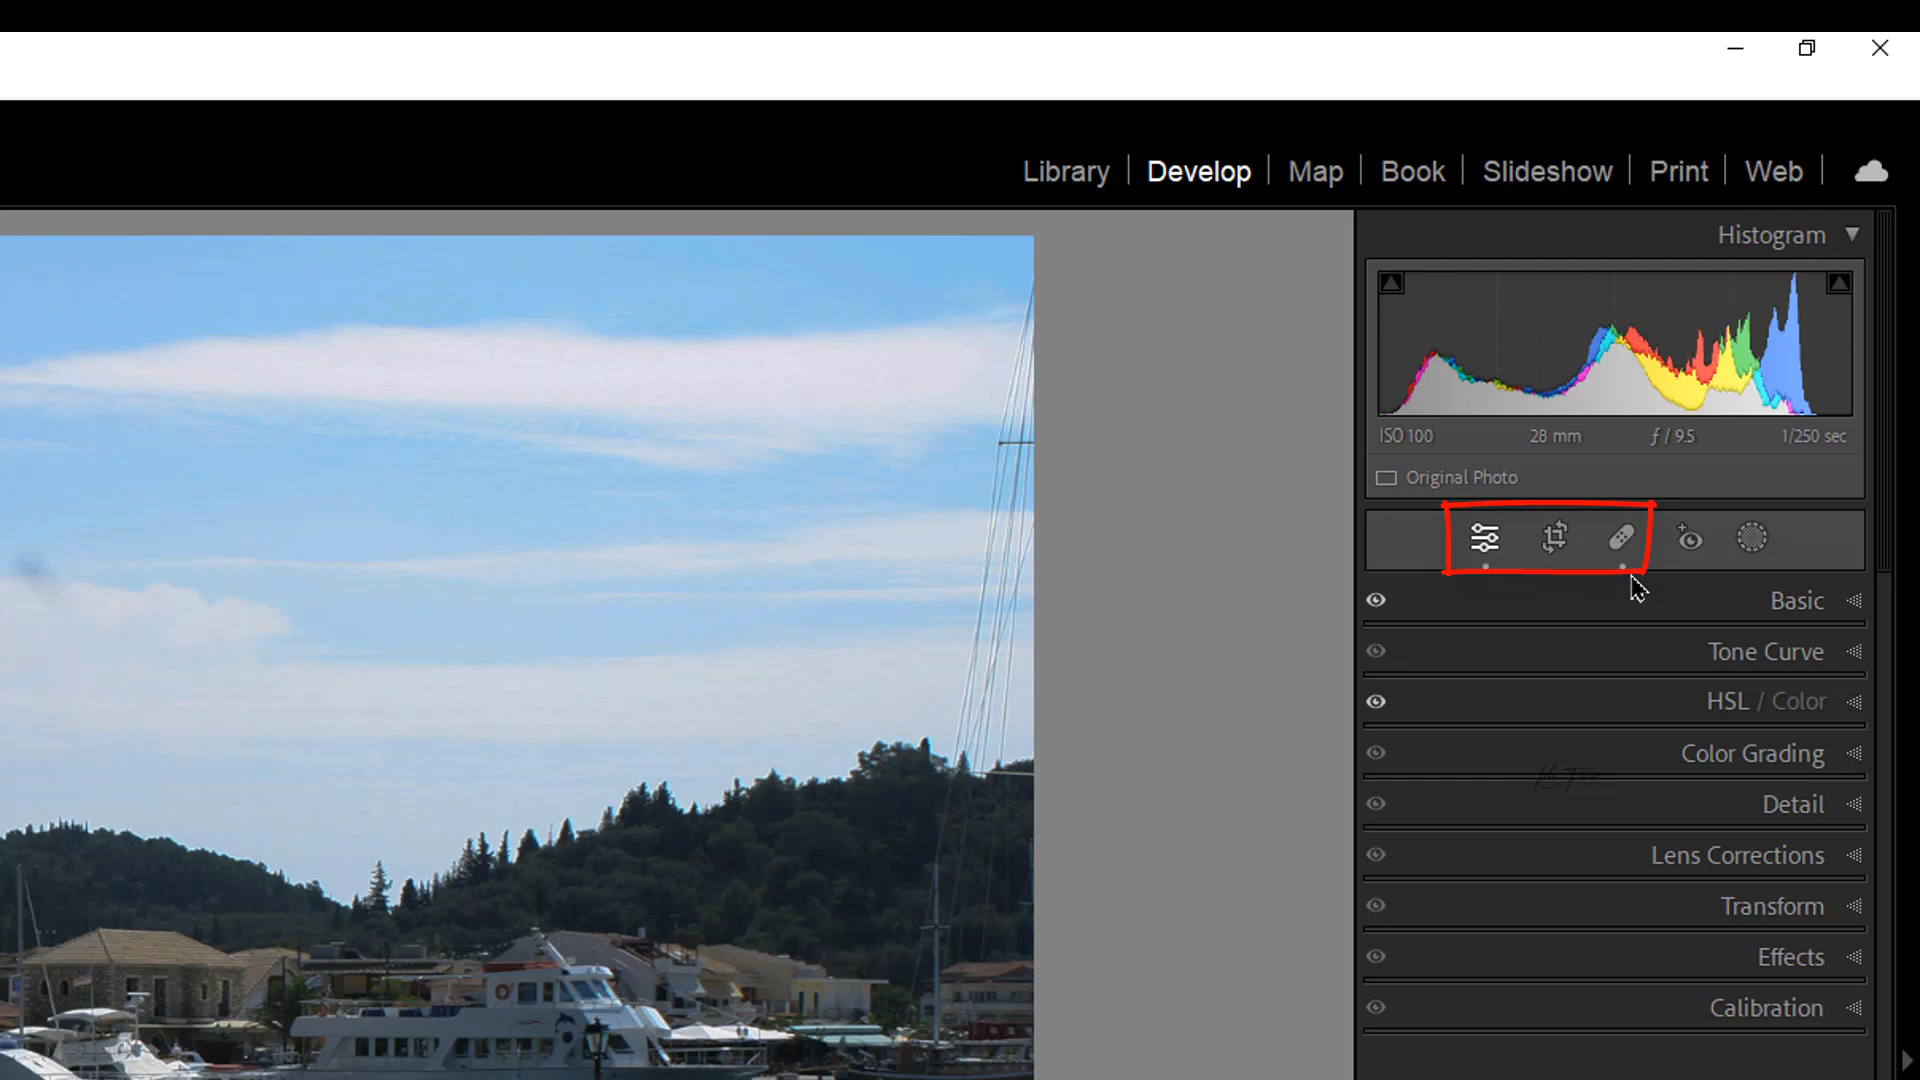 Library | Develop | Map | Book | Slideshow | Print | Web |
Histogram
ISO 100 28 mm ƒ / 9.5 1/250 sec
Original Photo
Basic
Tone Curve
HSL / Color
Color Grading
Detail
Lens Corrections
Transform
Effects
Calibration